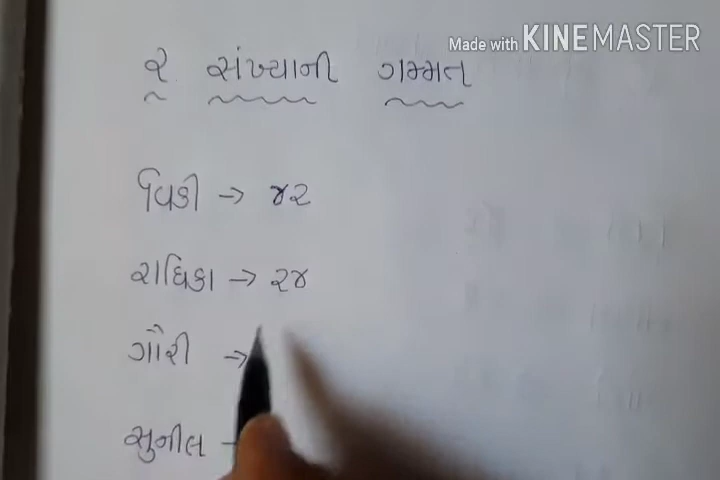 Made with KINEMASTER
૨ સંખ્યાની ગમ્મત
વિકી → ૪૨
રાધિકા → ૨૪
ગૌરી →
સુનીલ -